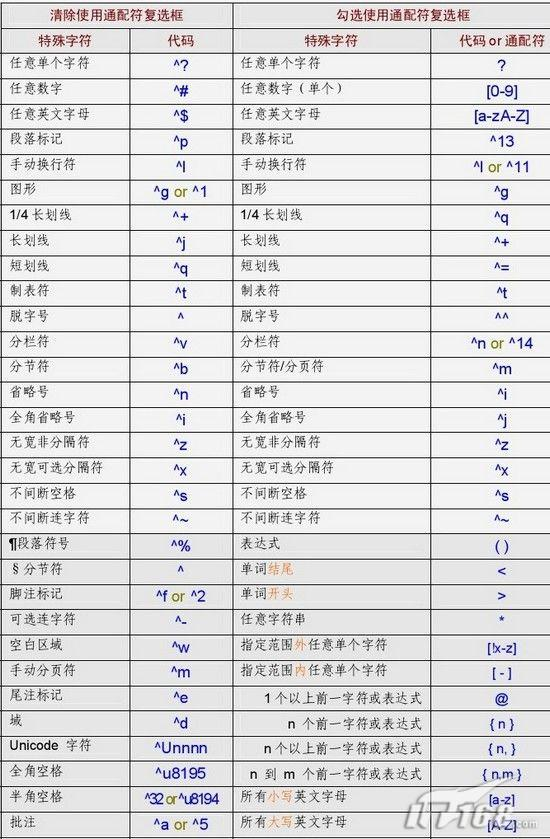 清除使用通配符复选框 勾选使用通配符复选框
特殊字符 代码 特殊字符 代码 or 通配符
任意单个字符 ^? 任意单个字符 ?
任意数字 ^# 任意数字（单个） [0-9]
任意英文字母 ^$ 任意英文字母 [a-zA-Z]
段落标记 ^p 段落标记 ^13
手动换行符 ^l 手动换行符 ^l or ^11
图形 ^g or ^1 图形 ^g
1/4 长划线 ^+ 1/4 长划线 ^q
长划线 ^j 长划线 ^+
短划线 ^q 短划线 ^=
制表符 ^t 制表符 ^t
脱字号 ^ 脱字号 ^^
分栏符 ^v 分栏符 ^n or ^14
分节符 ^b 分节符/分页符 ^m
省略号 ^n 省略号 ^i
全角省略号 ^i 全角省略号 ^j
无宽非分隔符 ^z 无宽非分隔符 ^z
无宽可选分隔符 ^x 无宽可选分隔符 ^x
不间断空格 ^s 不间断空格 ^s
不间断连字符 ^~ 不间断连字符 ^~
¶段落符号 ^% 表达式 ( )
§分节符 ^ 单词结尾 <
脚注标记 ^f or ^2 单词开头 >
可选连字符 ^- 任意字符串 *
空白区域 ^w 指定范围外任意单个字符 [!x-z]
手动分页符 ^m 指定范围内任意单个字符 [ - ]
尾注标记 ^e 1个以上前一字符或表达式 @
域 ^d n 个前一字符或表达式 { n }
Unicode 字符 ^Unnnn n个以上前一字符或表达式 { n, }
全角空格 ^u8195 n 到 m 个前一字符或表达式 { n,m }
半角空格 ^32 or ^u8194 所有小写英文字母 [a-z]
批注 ^a or ^5 所有大写英文字母 [A-Z]
IT168.com